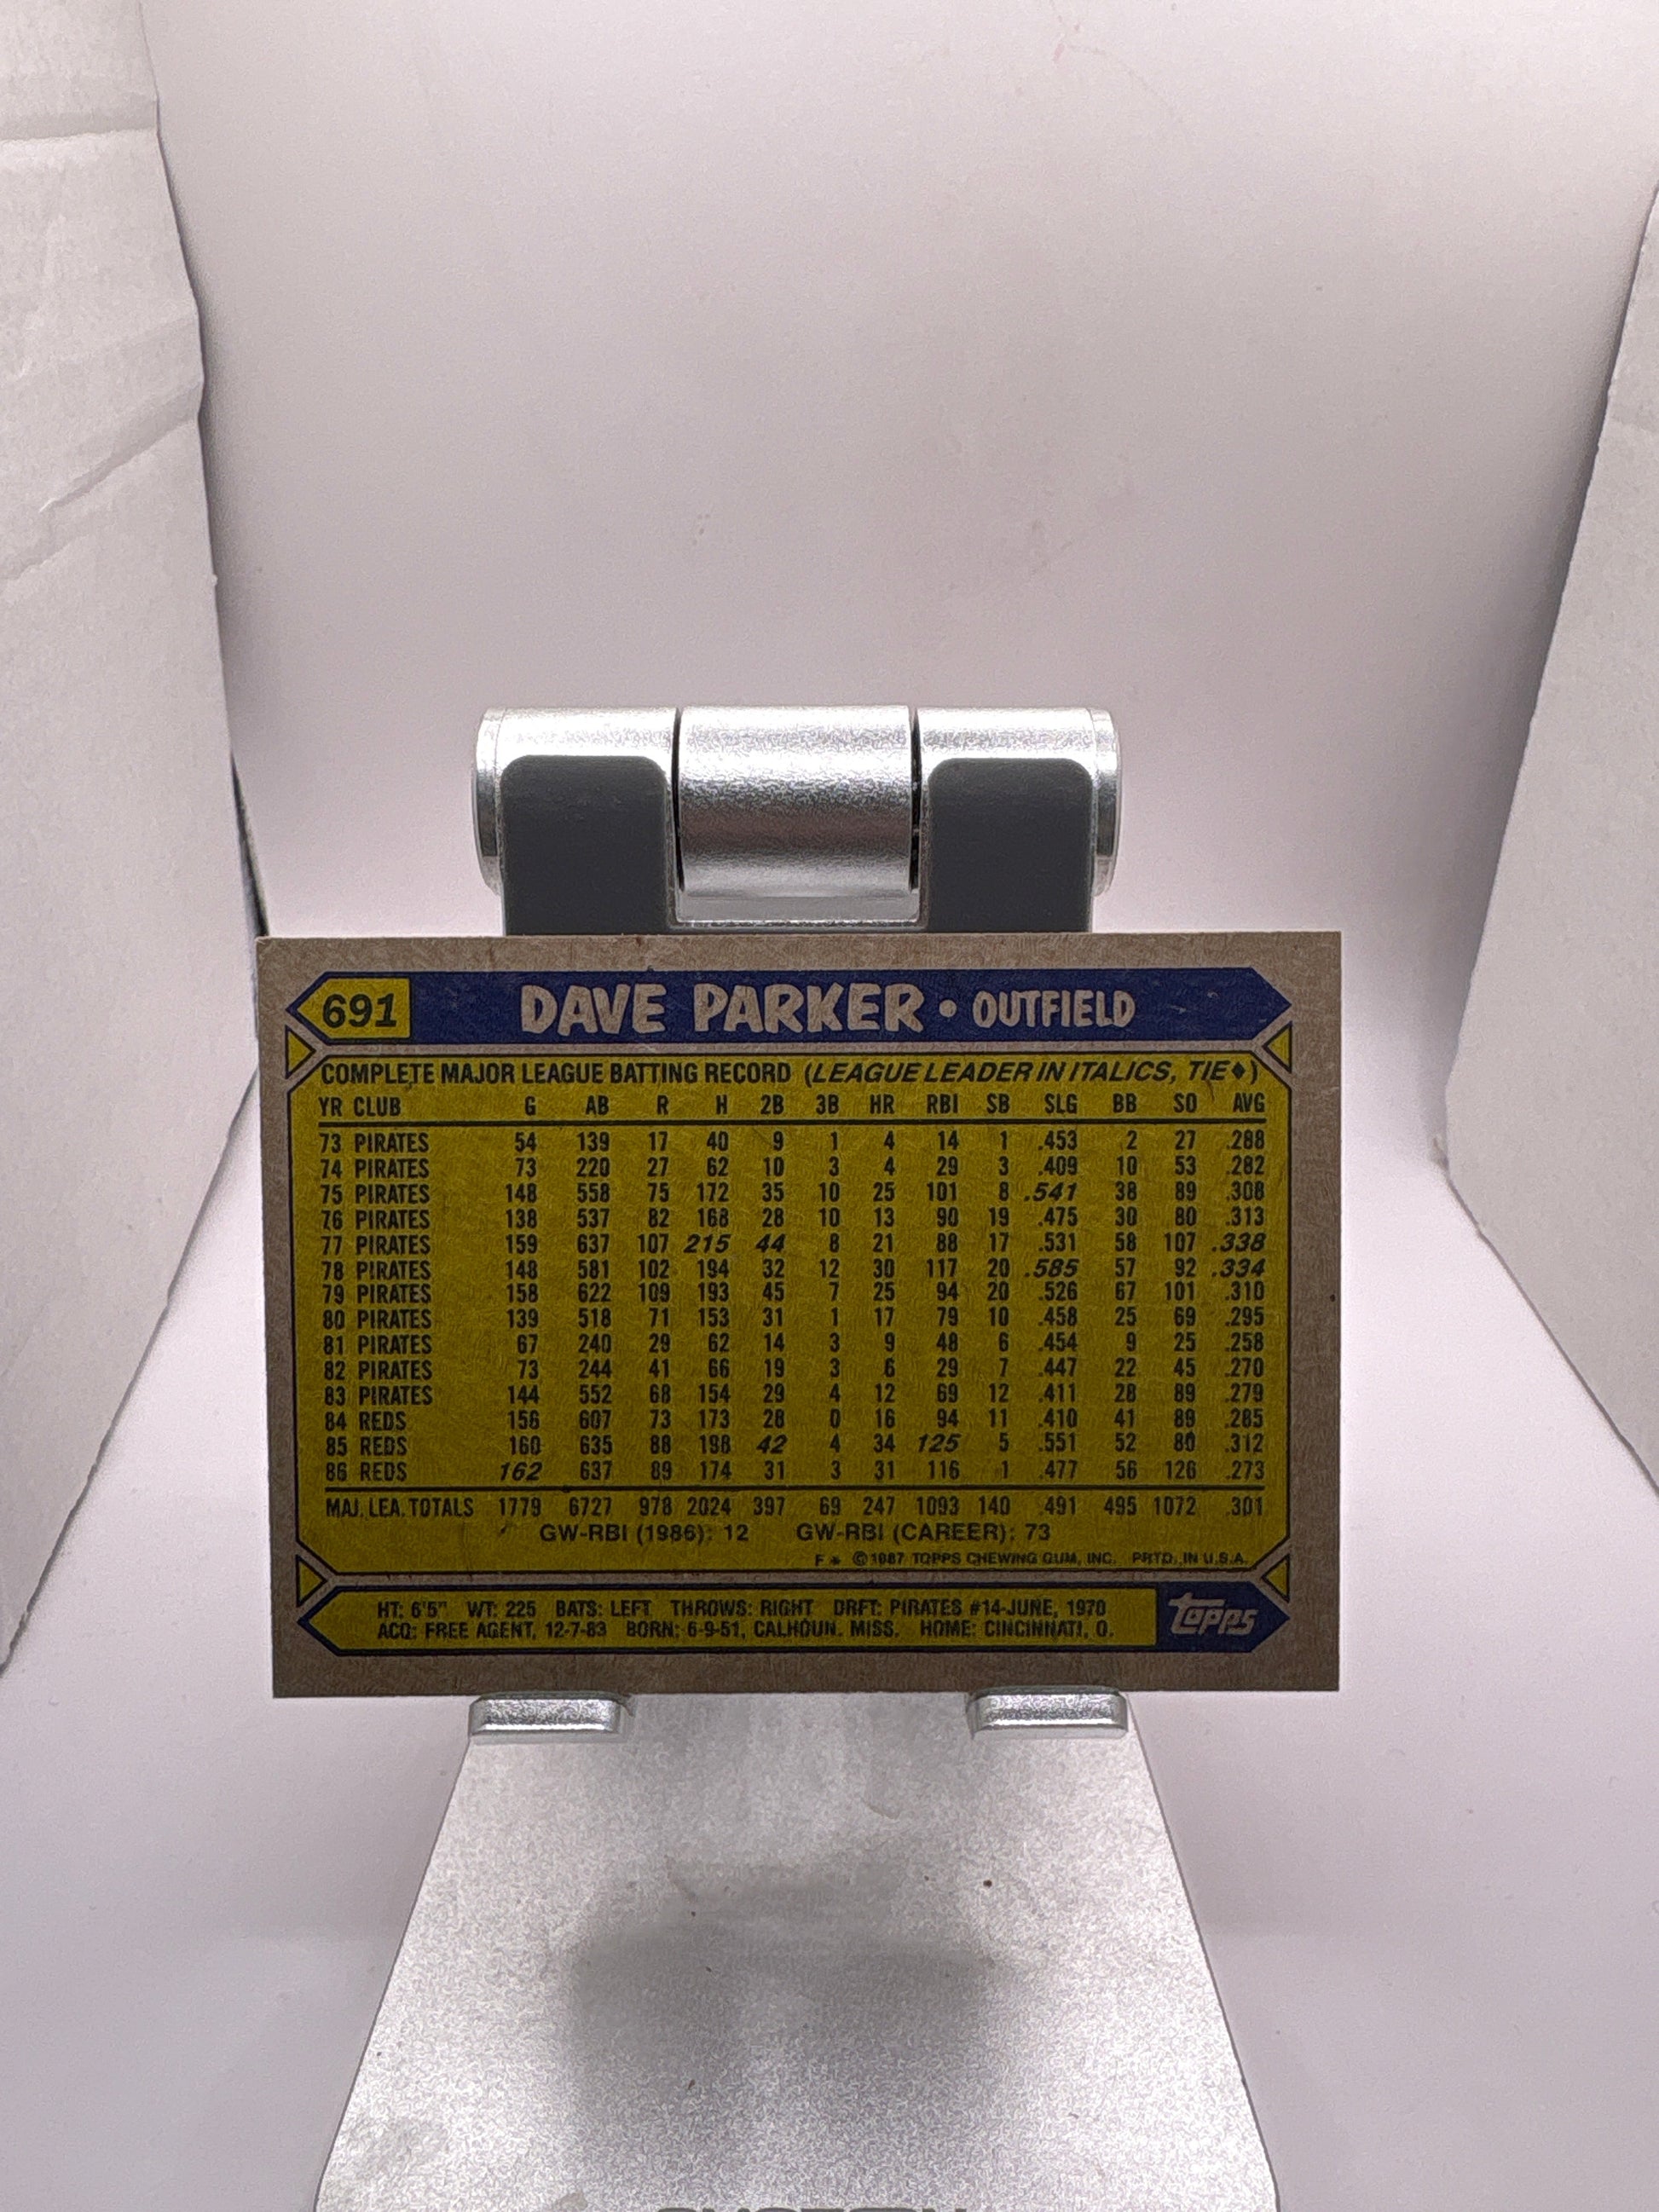 691 DAVE PARKER • OUTFIELD
COMPLETE MAJOR LEAGUE BATTING RECORD (LEAGUE LEADER IN ITALICS, TIE♦)
YR CLUB G AB R H 2B 3B HR RBI SB SLG BB SO AVG
73 PIRATES 54 139 17 40 9 1 4 14 1 .453 2 27 .288
74 PIRATES 73 220 27 62 10 3 4 29 3 .409 10 53 .282
75 PIRATES 148 558 75 172 35 10 25 101 8 .541 38 89 .308
76 PIRATES 138 537 82 168 28 10 13 90 19 .475 30 80 .313
77 PIRATES 159 637 107 215 44 8 21 88 17 .531 58 107 .338
78 PIRATES 148 581 102 194 32 12 30 117 20 .585 57 92 .334
79 PIRATES 158 622 109 193 45 7 25 94 20 .526 67 101 .310
80 PIRATES 139 518 71 153 31 1 17 79 10 .458 25 69 .295
81 PIRATES 67 240 29 62 14 3 9 48 6 .454 9 25 .258
82 PIRATES 73 244 41 66 19 3 6 29 7 .447 22 45 .270
83 PIRATES 144 552 68 154 29 4 12 69 12 .411 28 89 .279
84 REDS 156 607 73 173 28 0 16 94 11 .410 41 89 .285
85 REDS 160 635 88 198 42 4 34 125 5 .551 52 80 .312
86 REDS 162 637 89 174 31 3 31 116 1 .477 56 126 .273
MAJ. LEA. TOTALS 1779 6727 978 2024 397 69 247 1093 140 .491 495 1072 .301
GW-RBI (1986): 12 GW-RBI (CAREER): 73
F* ©1987 TOPPS CHEWING GUM, INC. PRTD. IN U.S.A.
HT: 6'5" WT: 225 BATS: LEFT THROWS: RIGHT DRFT: PIRATES #14-JUNE, 1970
ACQ: FREE AGENT, 12-7-83 BORN: 6-9-51, CALHOUN, MISS. HOME: CINCINNATI, O.
topps